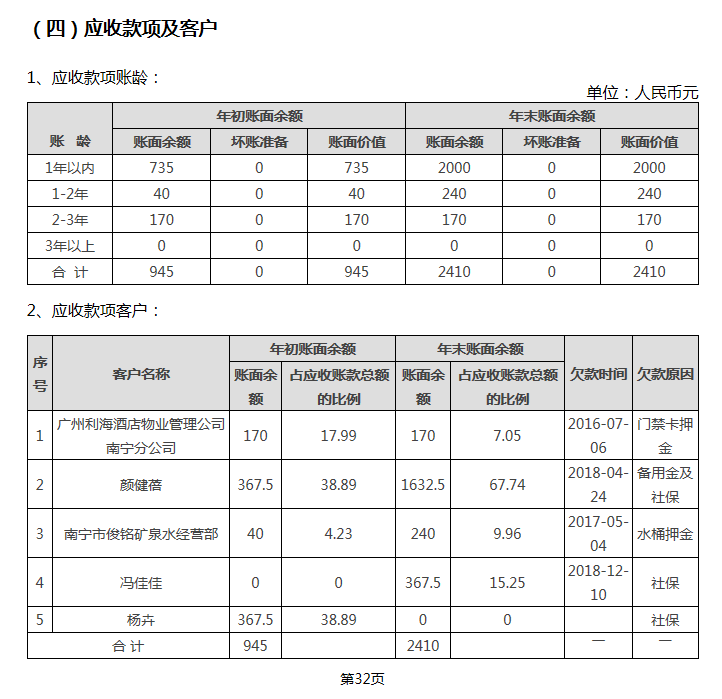 （四）应收款项及客户
1、应收款项账龄：
单位：人民币元
账 龄 年初账面余额 年末账面余额
账面余额 坏账准备 账面价值 账面余额 坏账准备 账面价值
1年以内 735 0 735 2000 0 2000
1-2年 40 0 40 240 0 240
2-3年 170 0 170 170 0 170
3年以上 0 0 0 0 0 0
合 计 945 0 945 2410 0 2410
2、应收款项客户：
序号 客户名称 年初账面余额 年末账面余额 欠款时间 欠款原因
账面余额 占应收账款总额的比例 账面余额 占应收账款总额的比例
1 广州利海酒店物业管理公司南宁分公司 170 17.99 170 7.05 2016-07-06 门禁卡押金
2 颜健蓓 367.5 38.89 1632.5 67.74 2018-04-24 备用金及社保
3 南宁市俊铭矿泉水经营部 40 4.23 240 9.96 2017-05-04 水桶押金
4 冯佳佳 0 0 367.5 15.25 2018-12-10 社保
5 杨卉 367.5 38.89 0 0 社保
合 计 945 2410 — —
第32页